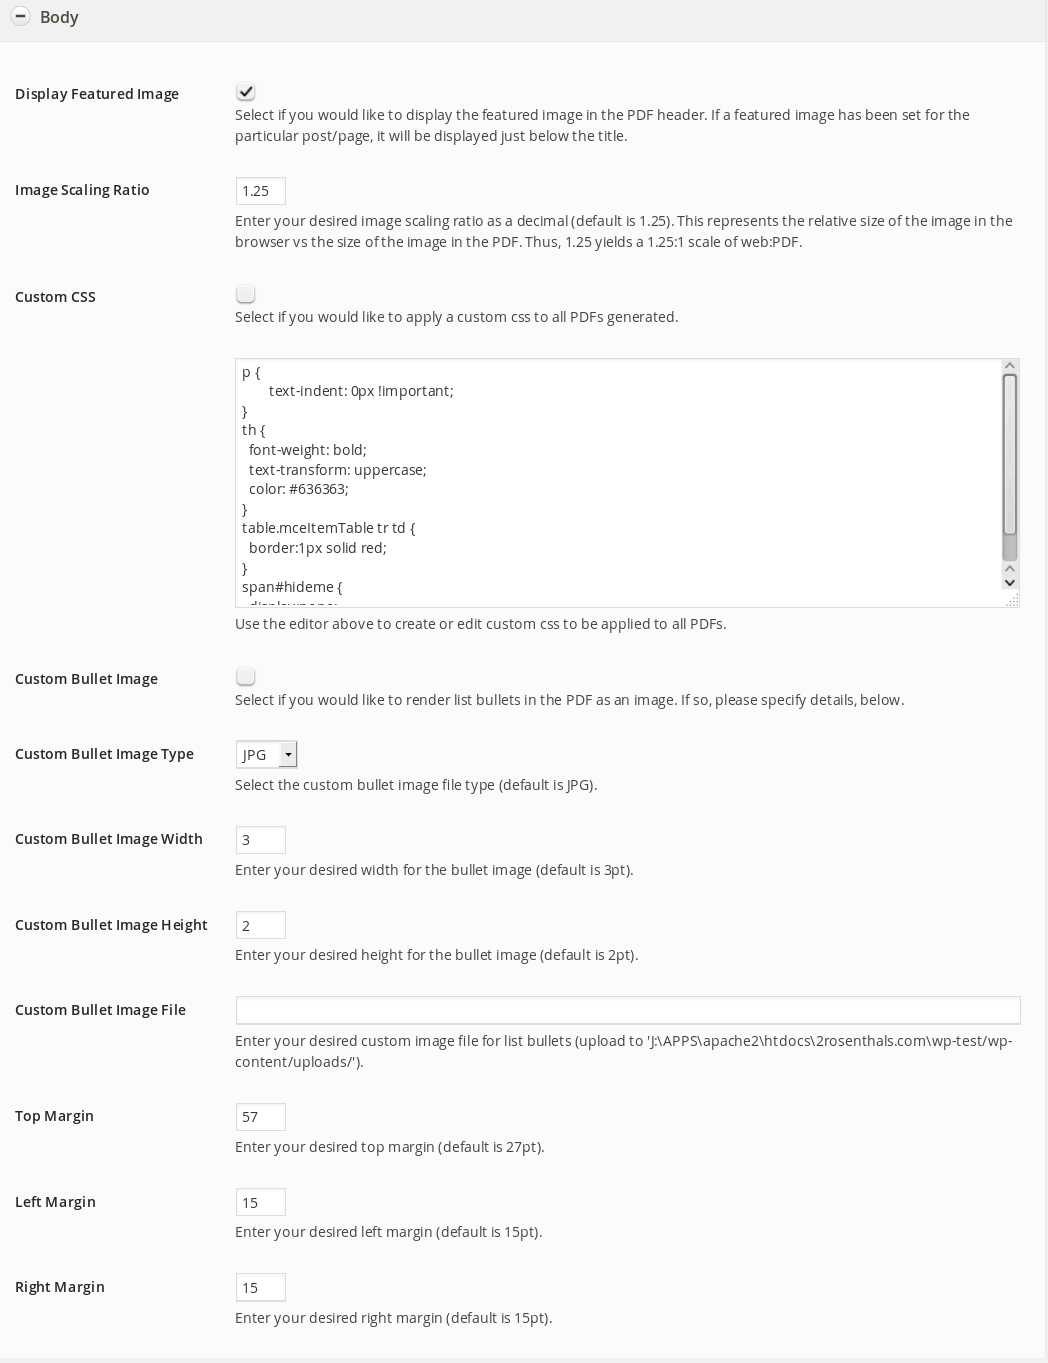 Body
Display Featured Image
Select if you would like to display the featured image in the PDF header. If a featured image has been set for the
particular post/page, it will be displayed just below the title.
Image Scaling Ratio
1.25
Enter your desired image scaling ratio as a decimal (default is 1.25). This represents the relative size of the image in the
browser vs the size of the image in the PDF. Thus, 1.25 yields a 1.25:1 scale of web:PDF.
Custom CSS
Select if you would like to apply a custom css to all PDFs generated.
p {
text-indent: 0px !important;
}
th {
font-weight: bold;
text-transform: uppercase;
color: #636363;
}
table.mceItemTable tr td {
border:1px solid red;
}
span#hideme {
Use the editor above to create or edit custom css to be applied to all PDFs.
Custom Bullet Image
Select if you would like to render list bullets in the PDF as an image. If so, please specify details, below.
Custom Bullet Image Type
JPG
Select the custom bullet image file type (default is JPG).
Custom Bullet Image Width
3
Enter your desired width for the bullet image (default is 3pt).
Custom Bullet Image Height
2
Enter your desired height for the bullet image (default is 2pt).
Custom Bullet Image File
Enter your desired custom image file for list bullets (upload to 'J:\APPS\apache2\htdocs\2rosenthals.com\wp-test/wp-
content/uploads/').
Top Margin
57
Enter your desired top margin (default is 27pt).
Left Margin
15
Enter your desired left margin (default is 15pt).
Right Margin
15
Enter your desired right margin (default is 15pt).